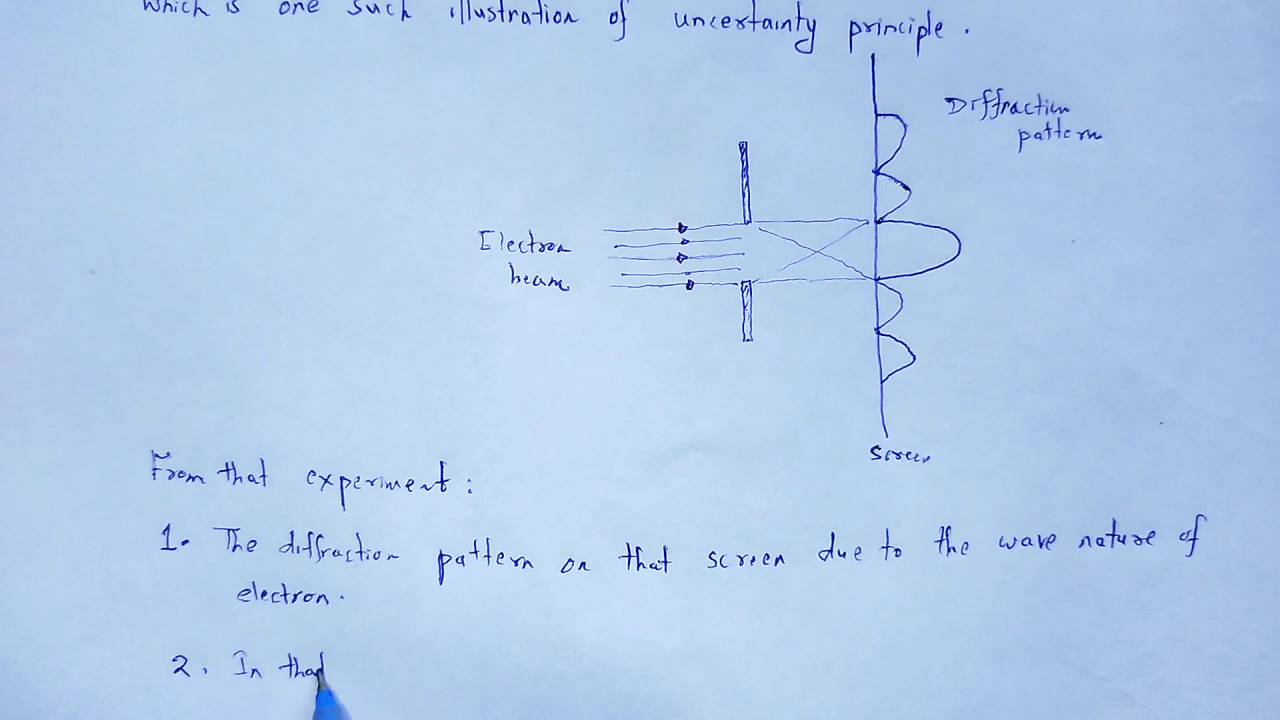 which is one such illustration of uncertainty principle.
Diffraction
pattern
Electron
beam
Screen
From that experiment:
1. The diffraction pattern on that screen due to the wave nature of
electron.
2. In that